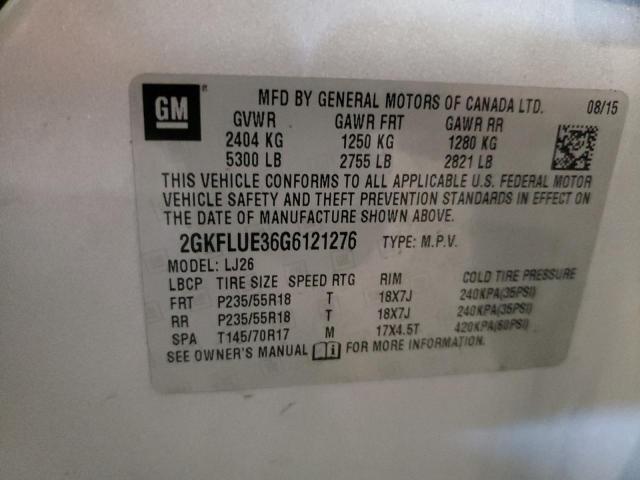 GM ® MFD BY GENERAL MOTORS OF CANADA LTD. 08/15
GVWR GAWR FRT GAWR RR
2404 KG 1250 KG 1280 KG
5300 LB 2755 LB 2821 LB
THIS VEHICLE CONFORMS TO ALL APPLICABLE U.S. FEDERAL MOTOR
VEHICLE SAFETY AND THEFT PREVENTION STANDARDS IN EFFECT ON
THE DATE OF MANUFACTURE SHOWN ABOVE.
2GKFLUE36G6121276 TYPE: M.P.V.
MODEL: LJ26
LBCP TIRE SIZE SPEED RTG RIM COLD TIRE PRESSURE
FRT P235/55R18 T 18X7J 240KPA(35PSI)
RR P235/55R18 T 18X7J 240KPA(35PSI)
SPA T145/70R17 M 17X4.5T 420KPA(60PSI)
SEE OWNER'S MANUAL FOR MORE INFORMATION.